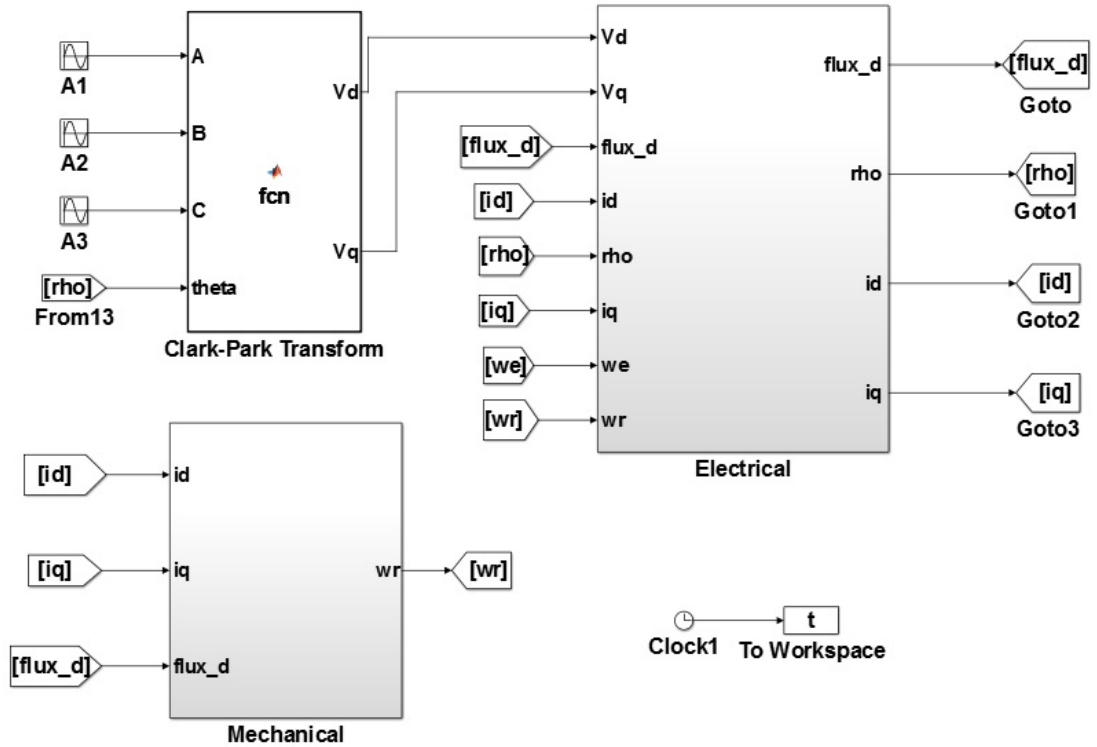 A
A1
B
A2
C
A3
[rho]
From13
theta
Vd
fcn
Vq
Clark-Park Transform
Vd
Vq
[flux_d]
flux_d
[id]
id
[rho]
rho
[iq]
iq
[we]
we
[wr]
wr
flux_d
[flux_d]
Goto
rho
[rho]
Goto1
id
[id]
Goto2
iq
[iq]
Goto3
Electrical
[id]
id
[iq]
iq
[flux_d]
flux_d
wr
[wr]
Mechanical
Clock1
t
To Workspace